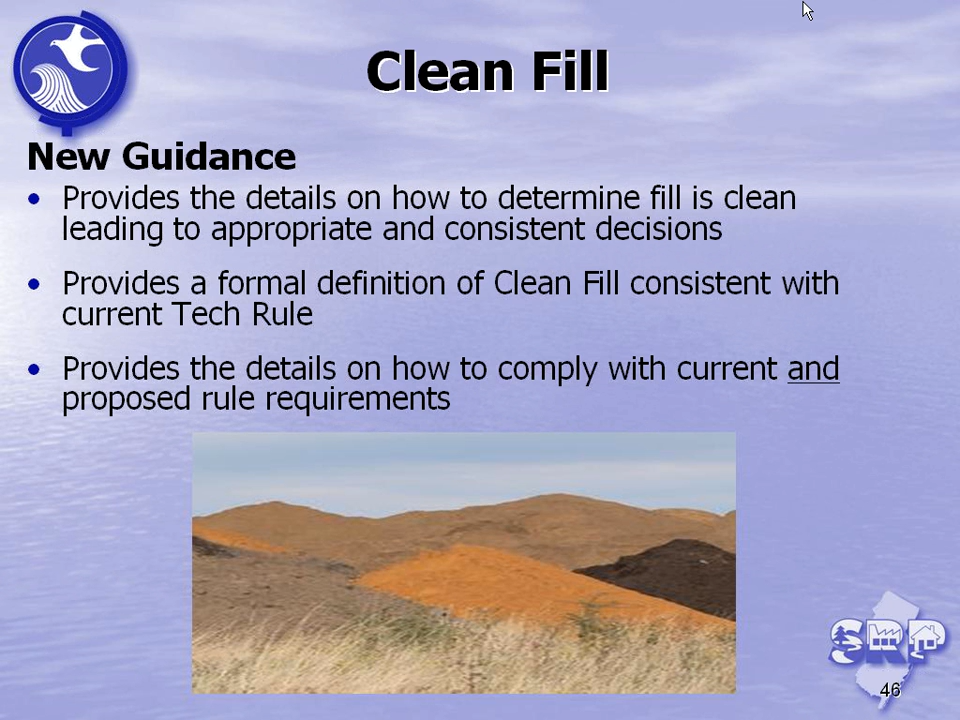 Clean Fill
New Guidance
• Provides the details on how to determine fill is clean
leading to appropriate and consistent decisions
• Provides a formal definition of Clean Fill consistent with
current Tech Rule
• Provides the details on how to comply with current and
proposed rule requirements
SRP
46